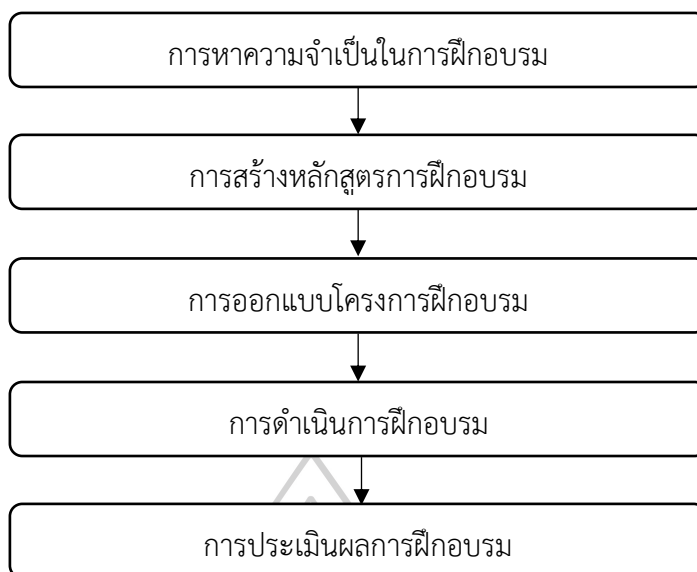 การหาความจำเป็นในการฝึกอบรม
การสร้างหลักสูตรการฝึกอบรม
การออกแบบโครงการฝึกอบรม
การดำเนินการฝึกอบรม
การประเมินผลการฝึกอบรม